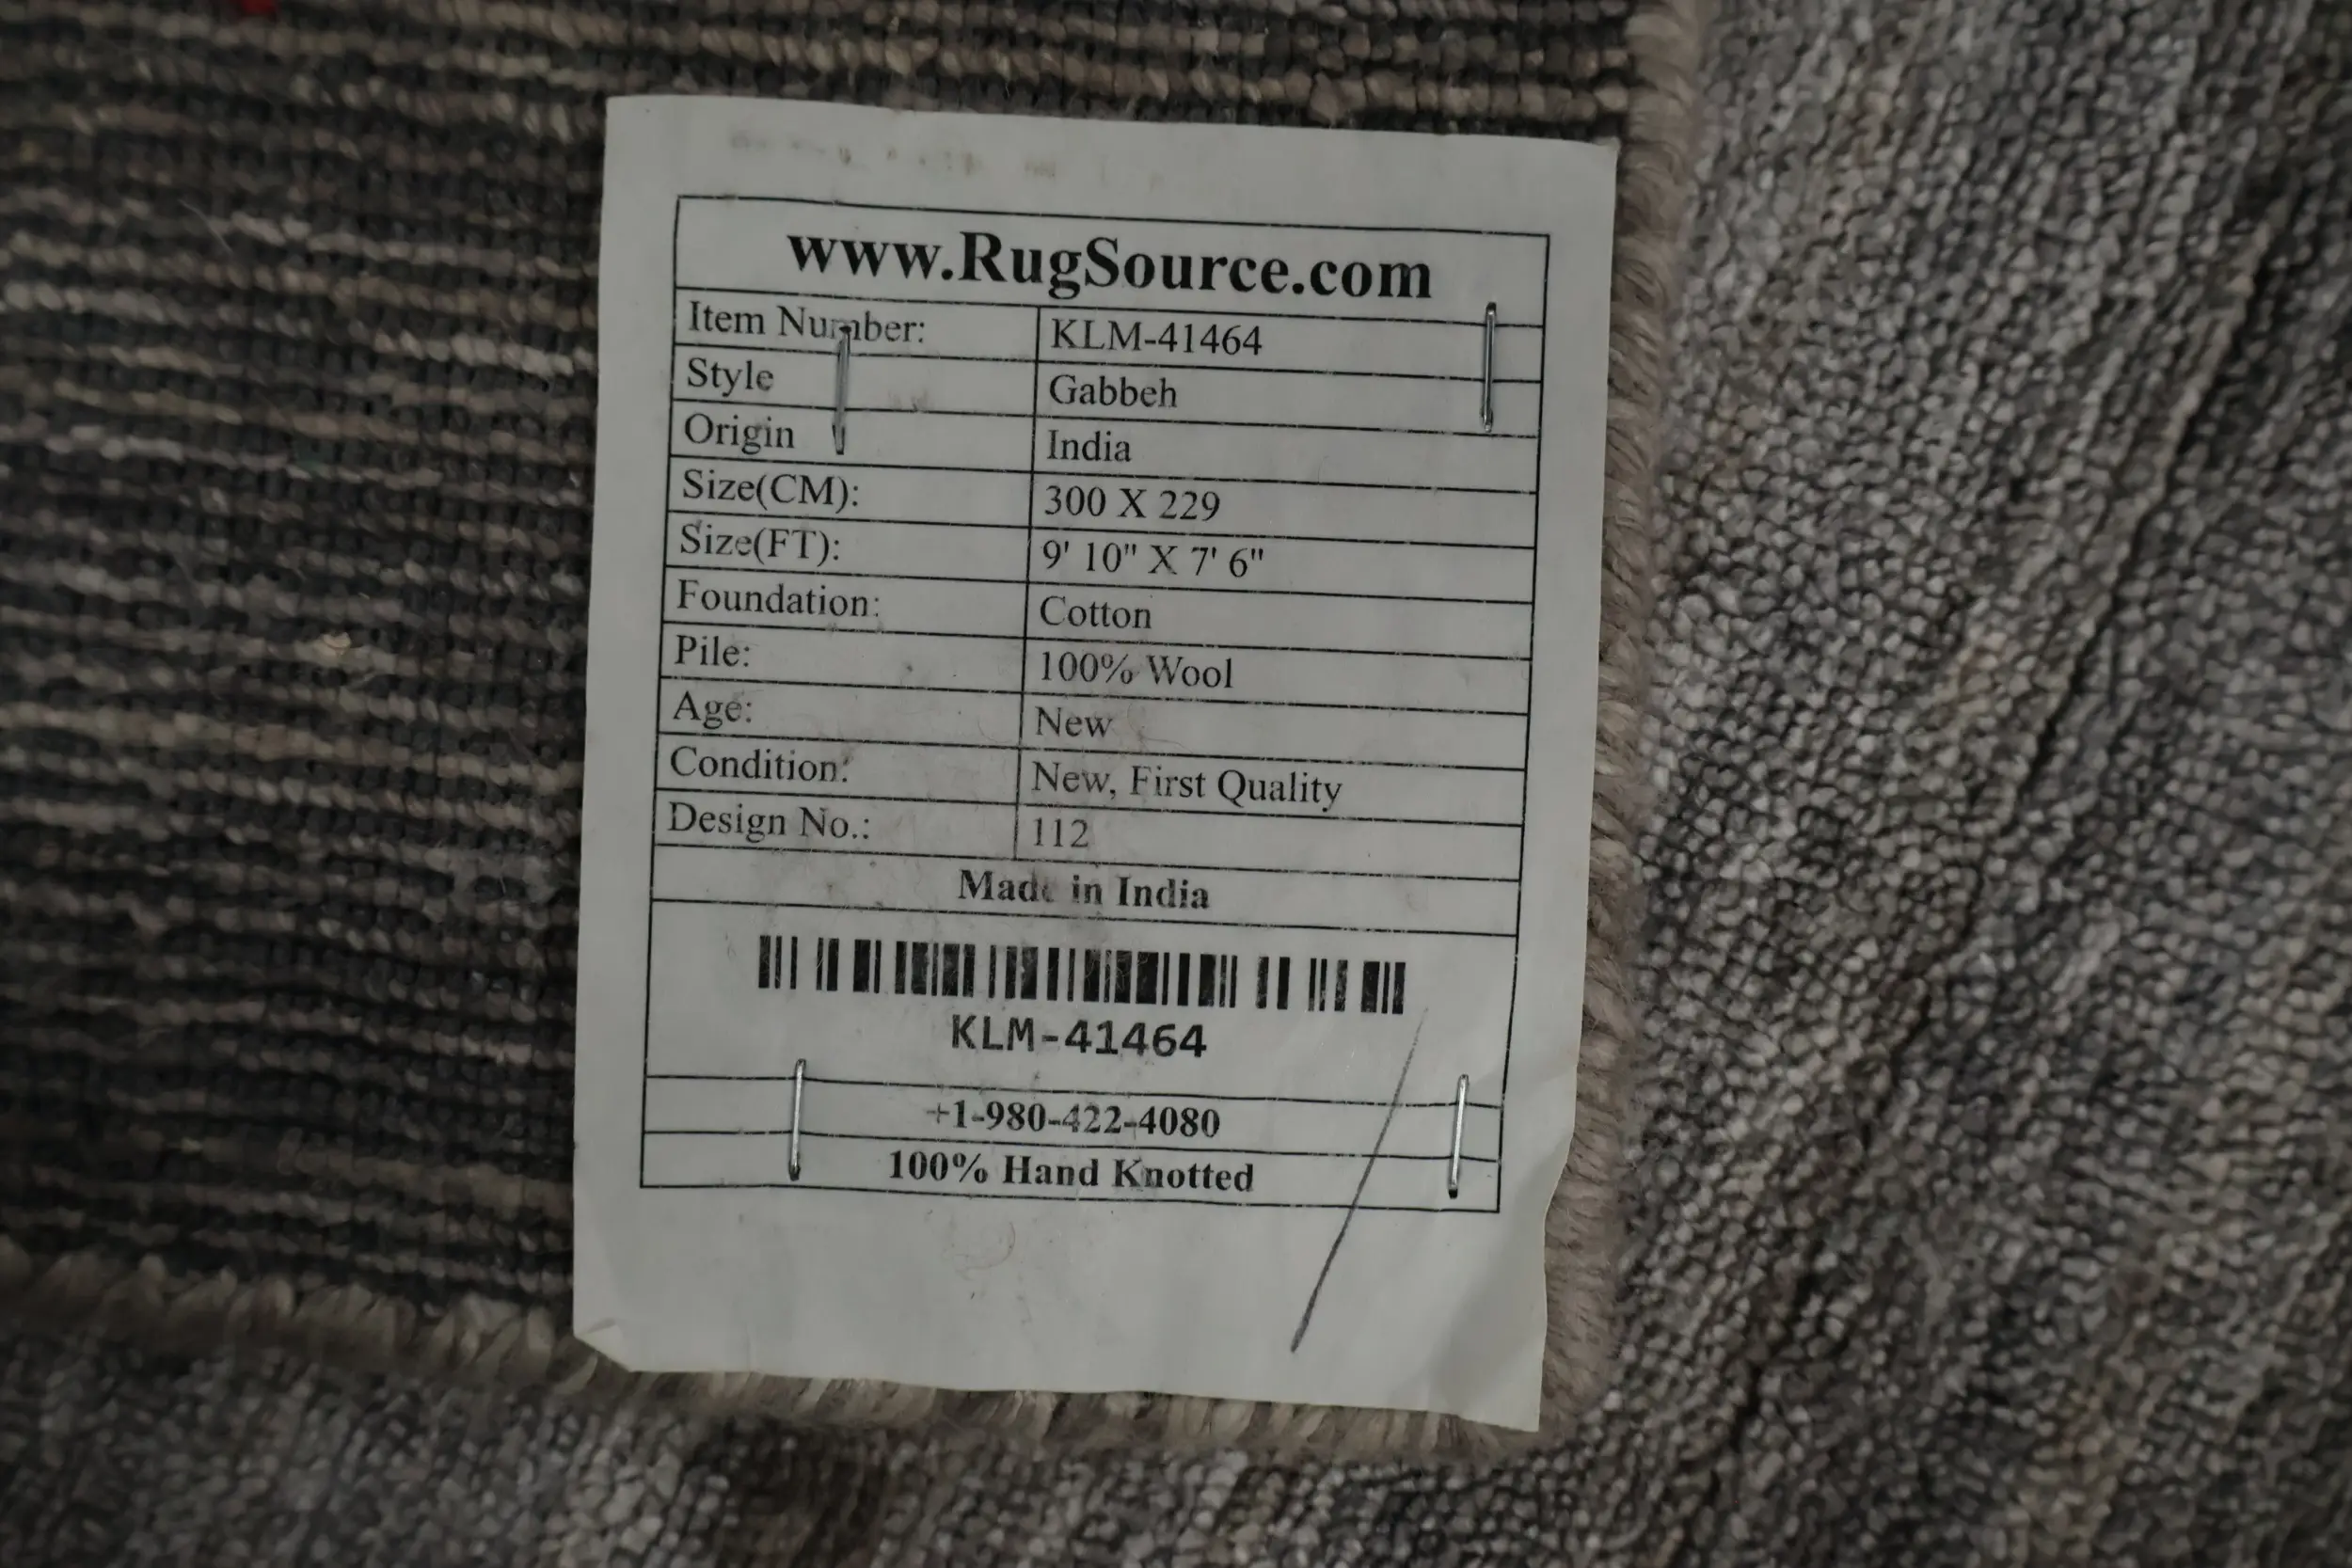 www.RugSource.com
Item Number: KLM-41464
Style Gabbeh
Origin India
Size(CM): 300 X 229
Size(FT): 9' 10" X 7' 6"
Foundation: Cotton
Pile: 100% Wool
Age: New
Condition: New, First Quality
Design No.: 112
Made in India
KLM-41464
+1-980-422-4080
100% Hand Knotted